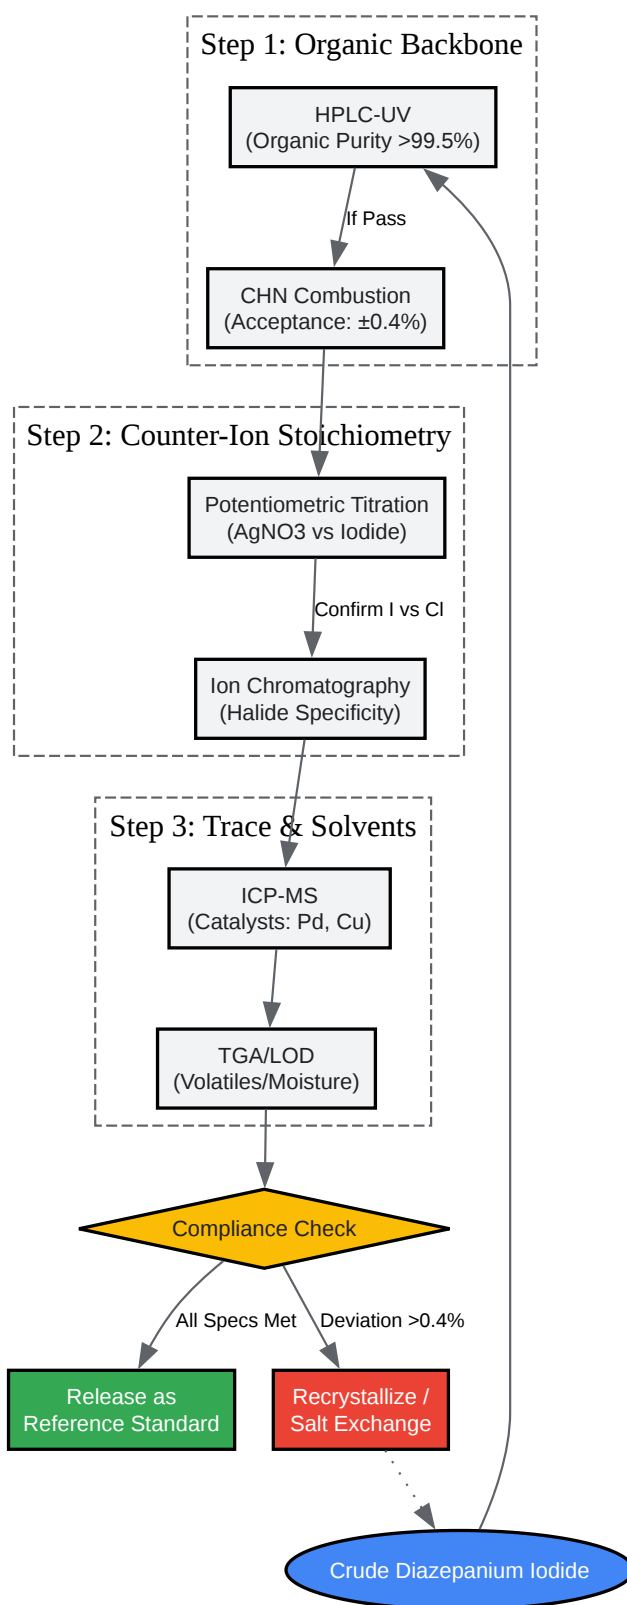 Step 1: Organic Backbone
HPLC-UV
(Organic Purity >99.5%)
If Pass
CHN Combustion
(Acceptance: ±0.4%)
Step 2: Counter-Ion Stoichiometry
Potentiometric Titration
(AgNO3 vs Iodide)
Confirm I vs Cl
Ion Chromatography
(Halide Specificity)
Step 3: Trace & Solvents
ICP-MS
(Catalysts: Pd, Cu)
TGA/LOD
(Volatiles/Moisture)
Compliance Check
All Specs Met
Deviation >0.4%
Release as
Reference Standard
Recrystallize /
Salt Exchange
Crude Diazepanium Iodide